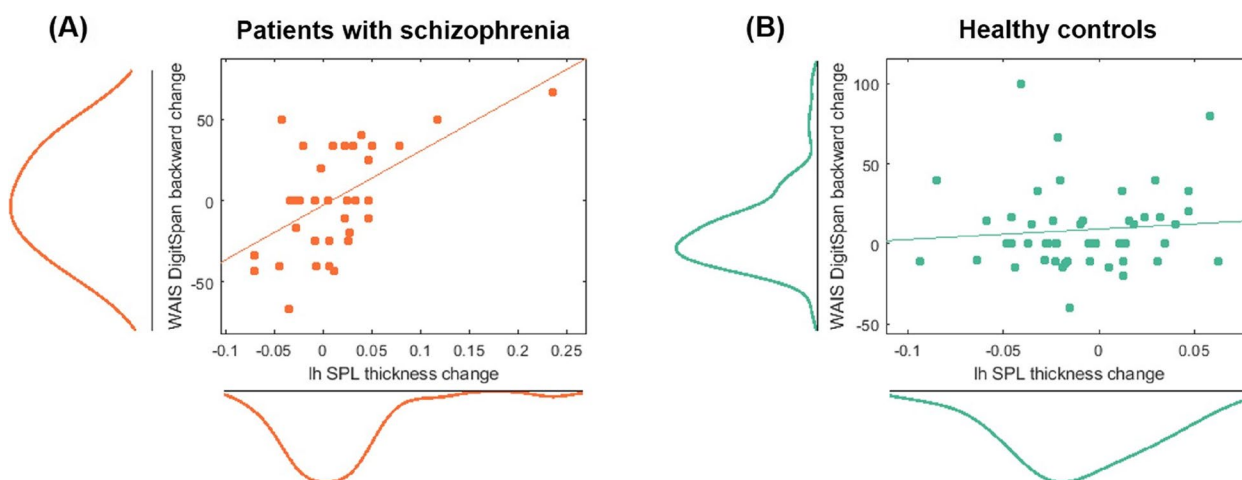 (A)
Patients with schizophrenia
WAIS DigitSpan backward change
50
0
-50
-0.1
-0.05
0
0.05
0.1
0.15
0.2
0.25
lh SPL thickness change
(B)
Healthy controls
WAIS DigitSpan backward change
100
50
0
-50
-0.1
-0.05
0
0.05
lh SPL thickness change